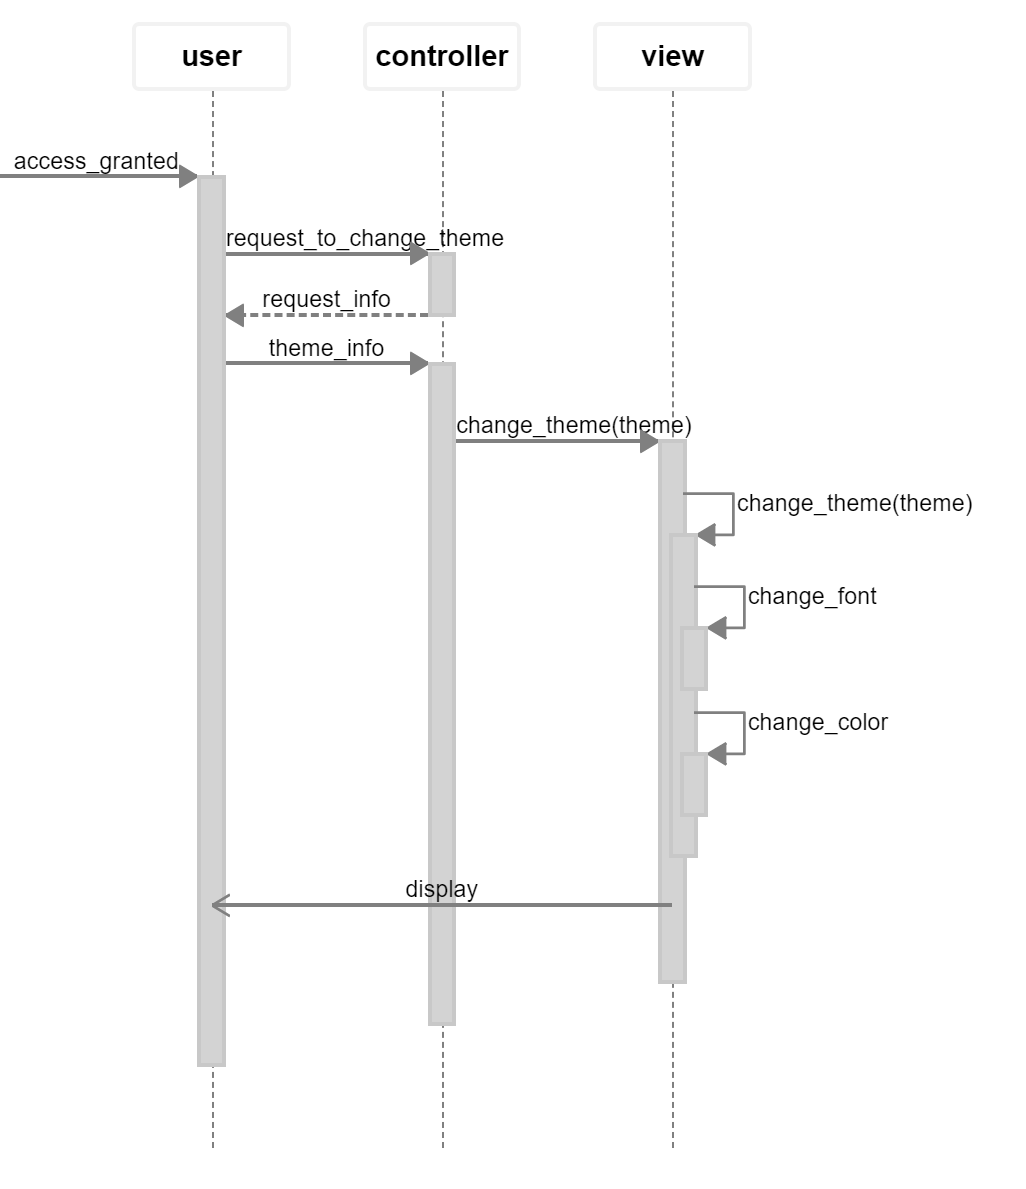 user
controller
view
access_granted
request_to_change_theme
request_info
theme_info
change_theme(theme)
change_theme(theme)
change_font
change_color
display